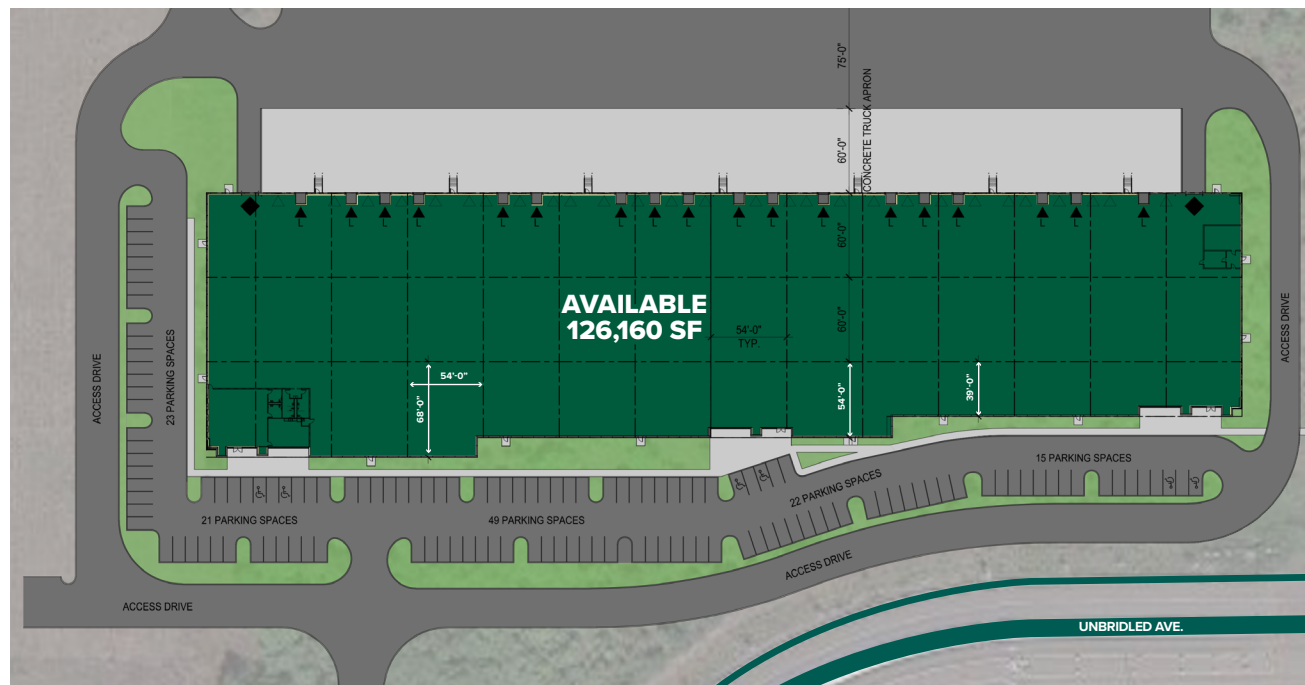 75'-0"
CONCRETE TRUCK APRON
60'-0"
60'-0"
AVAILABLE
126,160 SF
54'-0"
TYP.
60'-0"
54'-0"
68'-0"
54'-0"
39'-0"
ACCESS DRIVE
23 PARKING SPACES
ACCESS DRIVE
15 PARKING SPACES
22 PARKING SPACES
21 PARKING SPACES
49 PARKING SPACES
ACCESS DRIVE
ACCESS DRIVE
UNBRIDLED AVE.